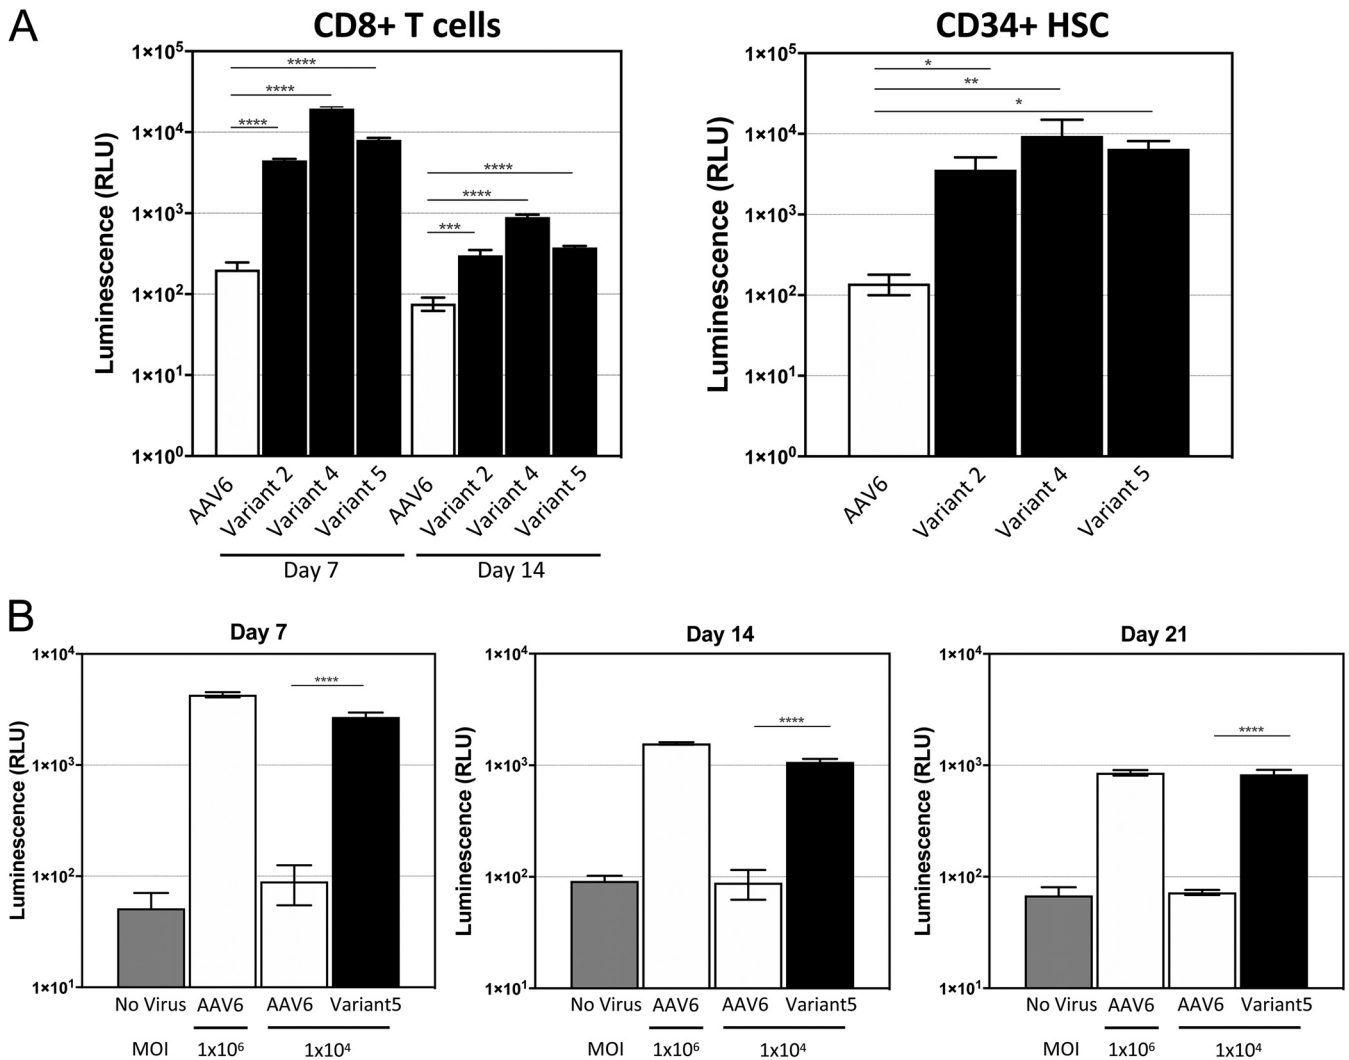 A
CD8+ T cells
CD34+ HSC
Luminescence (RLU)
1×10⁵
1×10⁴
1×10³
1×10²
1×10¹
1×10⁰
****
****
****
****
****
***
AAV6
Variant 2
Variant 4
Variant 5
AAV6
Variant 2
Variant 4
Variant 5
Day 7
Day 14
Luminescence (RLU)
1×10⁵
1×10⁴
1×10³
1×10²
1×10¹
1×10⁰
*
**
*
AAV6
Variant 2
Variant 4
Variant 5
B
Day 7
Luminescence (RLU)
1×10⁴
1×10³
1×10²
1×10¹
****
No Virus AAV6 AAV6 Variant5
MOI 1x10⁶ 1x10⁴
Day 14
Luminescence (RLU)
1×10⁴
1×10³
1×10²
1×10¹
****
No Virus AAV6 AAV6 Variant5
MOI 1x10⁶ 1x10⁴
Day 21
Luminescence (RLU)
1×10⁴
1×10³
1×10²
1×10¹
****
No Virus AAV6 AAV6 Variant5
MOI 1x10⁶ 1x10⁴